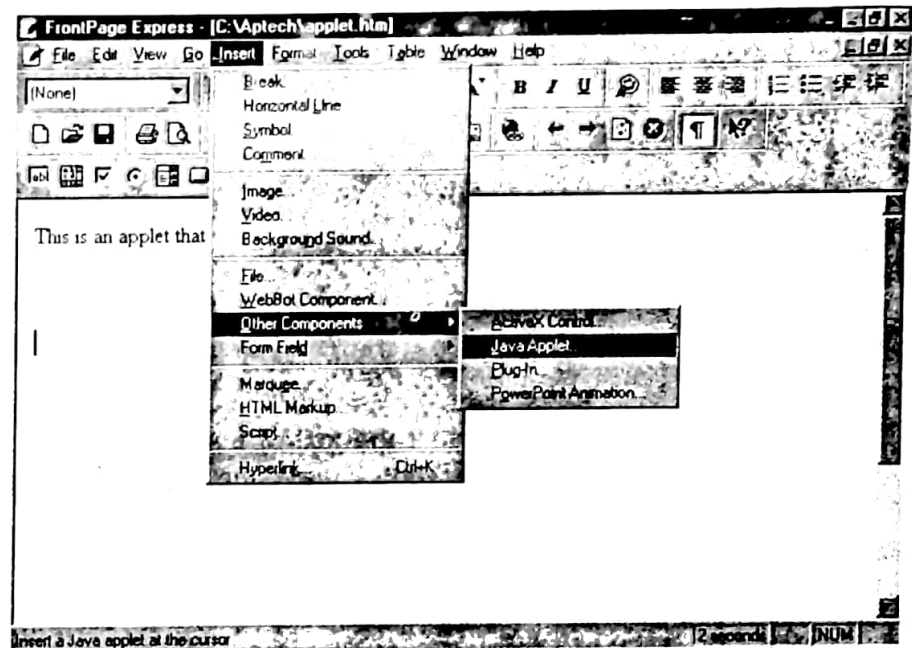 FrontPage Express - [C:\Aptech\applet.htm]
File Edit View Go Insert Format Tools Table Window Help
(None)
B I U
Break
Horizontal Line
Symbol
Comment
Image...
Video...
Background Sound...
This is an applet that
File...
WebBot Component...
Other Components
Form Field
ActiveX Control...
Java Applet...
Plug-In...
PowerPoint Animation...
Marquee...
HTML Markup...
Script...
Hyperlink... Ctrl+K
Insert a Java applet at the cursor
2 seconds
NUM